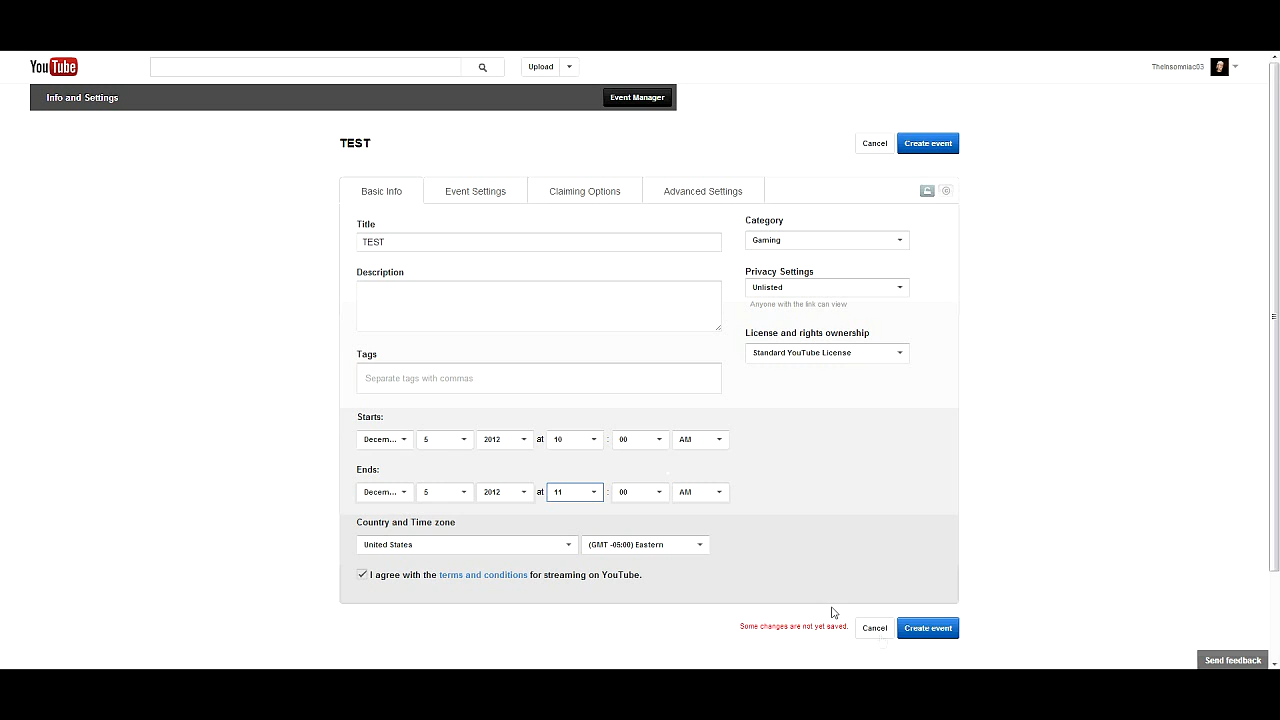 YouTube
Upload
TheInsomniac03
Info and Settings
Event Manager
TEST
Cancel
Create event
Basic Info
Event Settings
Claiming Options
Advanced Settings
Title
TEST
Category
Gaming
Description
Privacy Settings
Unlisted
Anyone with the link can view
License and rights ownership
Standard YouTube License
Tags
Separate tags with commas
Starts:
Decem... 5 2012 at 10 : 00 AM
Ends:
Decem... 5 2012 at 11 : 00 AM
Country and Time zone
United States (GMT -05:00) Eastern
I agree with the terms and conditions for streaming on YouTube.
Some changes are not yet saved. Cancel Create event
Send feedback